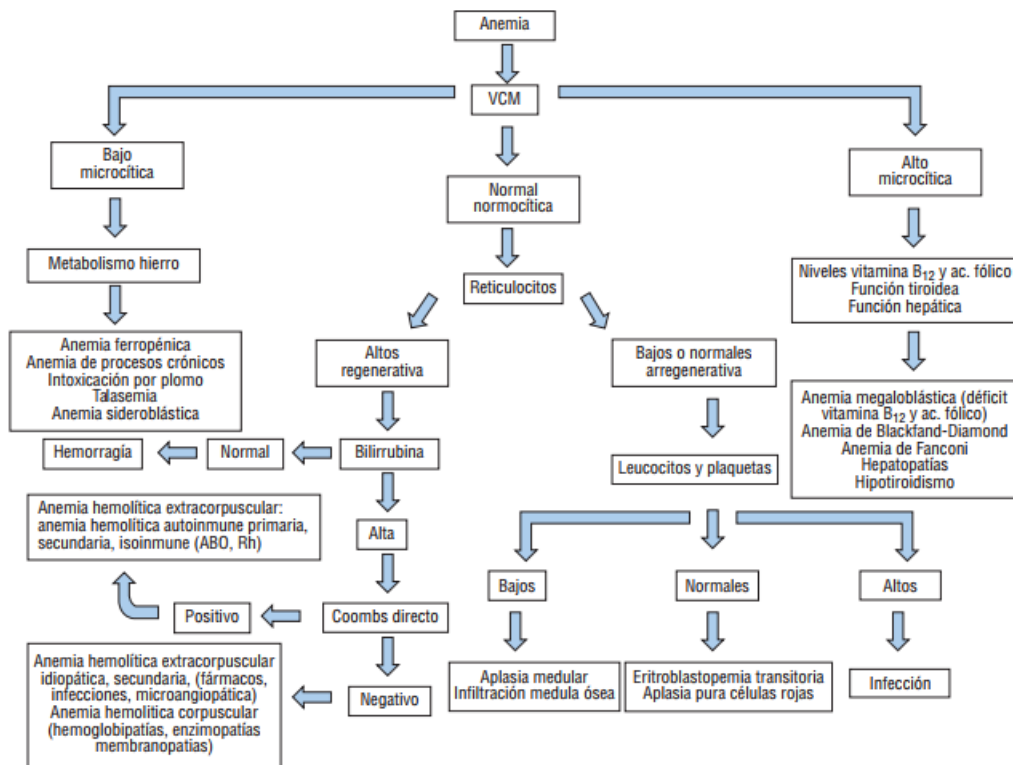 Anemia
VCM
Bajo
microcítica
Normal
normocítica
Alto
microcítica
Metabolismo hierro
Reticulocitos
Niveles vitamina B12 y ac. fólico
Función tiroidea
Función hepática
Anemia ferropénica
Anemia de procesos crónicos
Intoxicación por plomo
Talasemia
Anemia sideroblástica
Altos
regenerativa
Bajos o normales
arregenerativa
Anemia megaloblástica (déficit
vitamina B12 y ac. fólico)
Anemia de Blackfand-Diamond
Anemia de Fanconi
Hepatopatías
Hipotiroidismo
Hemorragía
Normal
Bilirrubina
Leucocitos y plaquetas
Anemia hemolítica extracorpuscular:
anemia hemolítica autoinmune primaria,
secundaria, isoinmune (ABO, Rh)
Alta
Bajos
Normales
Altos
Positivo
Coombs directo
Anemia hemolítica extracorpuscular
idiopática, secundaria, (fármacos,
infecciones, microangiopática)
Anemia hemolitica corpuscular
(hemoglobipatías, enzimopatías
membranopatias)
Negativo
Aplasia medular
Infiltración medula ósea
Eritroblastopemia transitoria
Aplasia pura células rojas
Infección